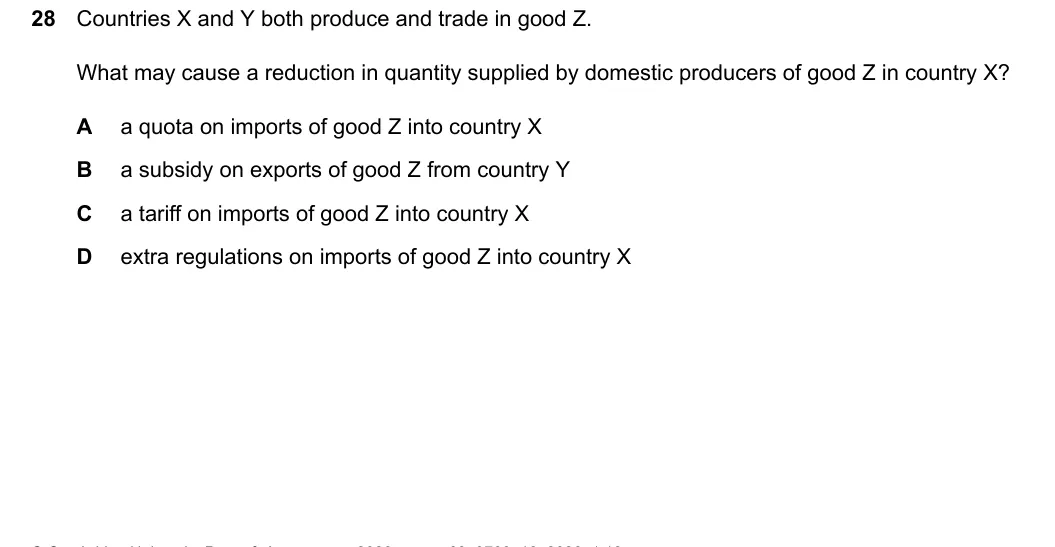 28 Countries X and Y both produce and trade in good Z.
What may cause a reduction in quantity supplied by domestic producers of good Z in country X?
A a quota on imports of good Z into country X
B a subsidy on exports of good Z from country Y
C a tariff on imports of good Z into country X
D extra regulations on imports of good Z into country X